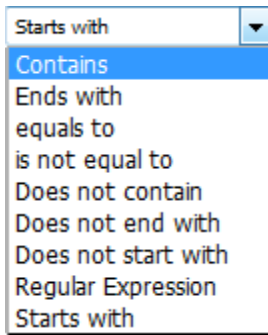 Starts with
Contains
Ends with
equals to
is not equal to
Does not contain
Does not end with
Does not start with
Regular Expression
Starts with